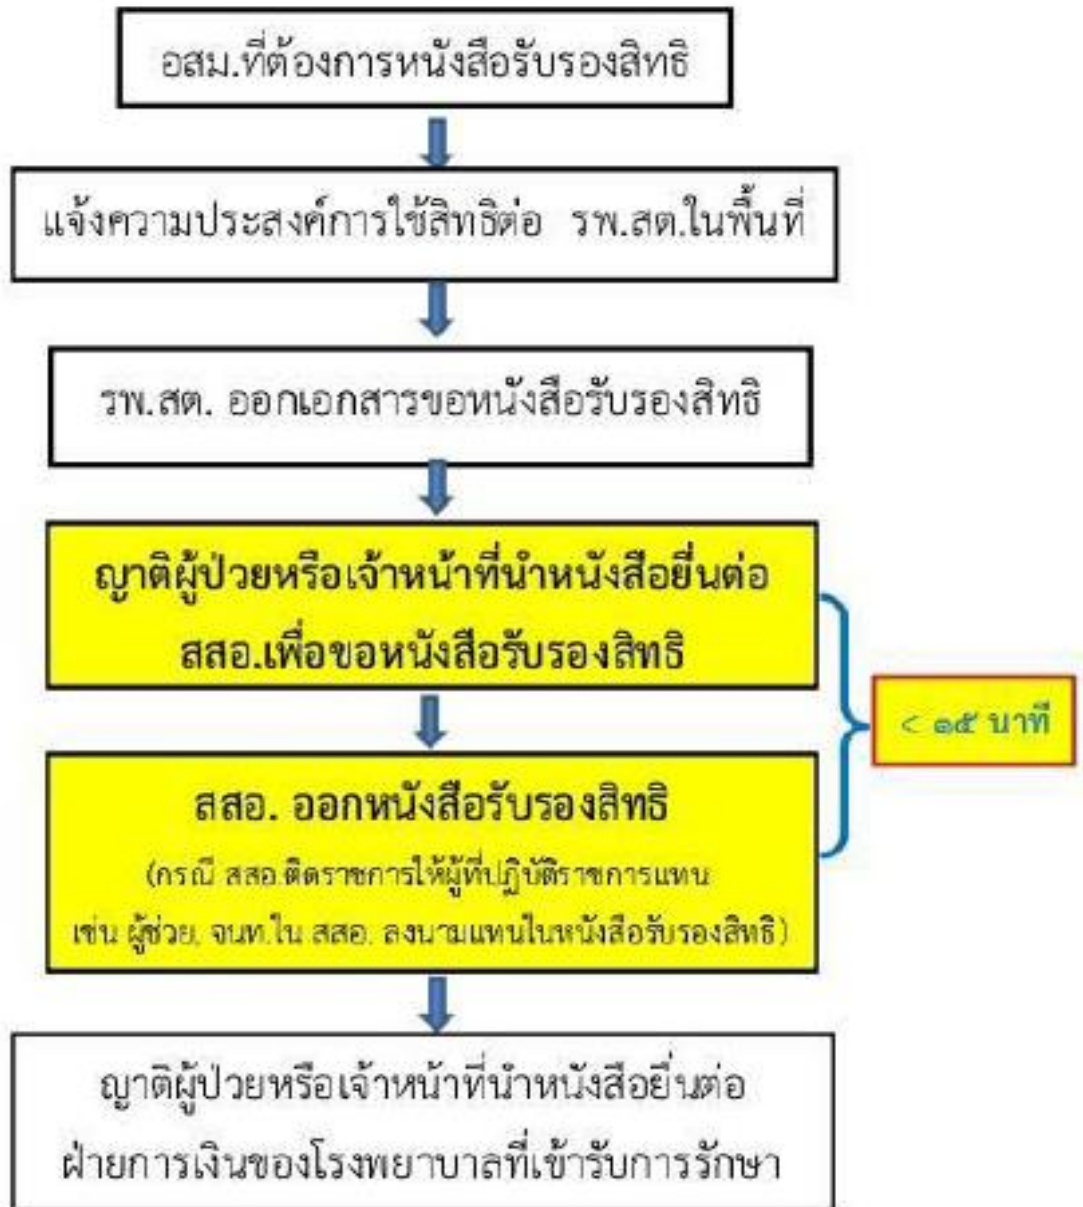 อสม.ที่ต้องการหนังสือรับรองสิทธิ
แจ้งความประสงค์การใช้สิทธิต่อ รพ.สต.ในพื้นที่
รพ.สต. ออกเอกสารขอหนังสือรับรองสิทธิ
ญาติผู้ป่วยหรือเจ้าหน้าที่นำหนังสือยื่นต่อ
สสอ.เพื่อขอหนังสือรับรองสิทธิ
< ๑๕ นาที
สสอ. ออกหนังสือรับรองสิทธิ
(กรณี สสอ.ติดราชการให้ผู้ที่ปฏิบัติราชการแทน
เช่น ผู้ช่วย, จนท.ใน สสอ. ลงนามแทนในหนังสือรับรองสิทธิ)
ญาติผู้ป่วยหรือเจ้าหน้าที่นำหนังสือยื่นต่อ
ฝ่ายการเงินของโรงพยาบาลที่เข้ารับการรักษา